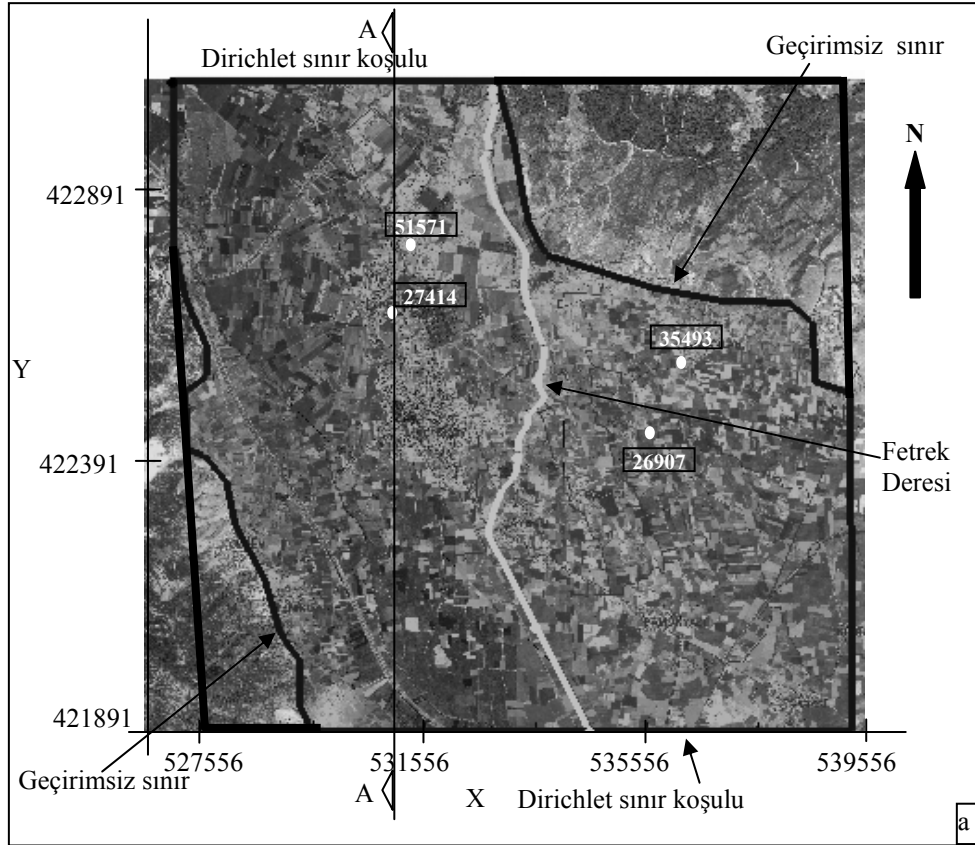 A
Dirichlet sınır koşulu
Geçirimsiz sınır
N
422891
51571
27414
35493
Y
422391
26907
Fetrek
Deresi
421891
527556
531556
535556
539556
Geçirimsiz sınır
A
X
Dirichlet sınır koşulu
a